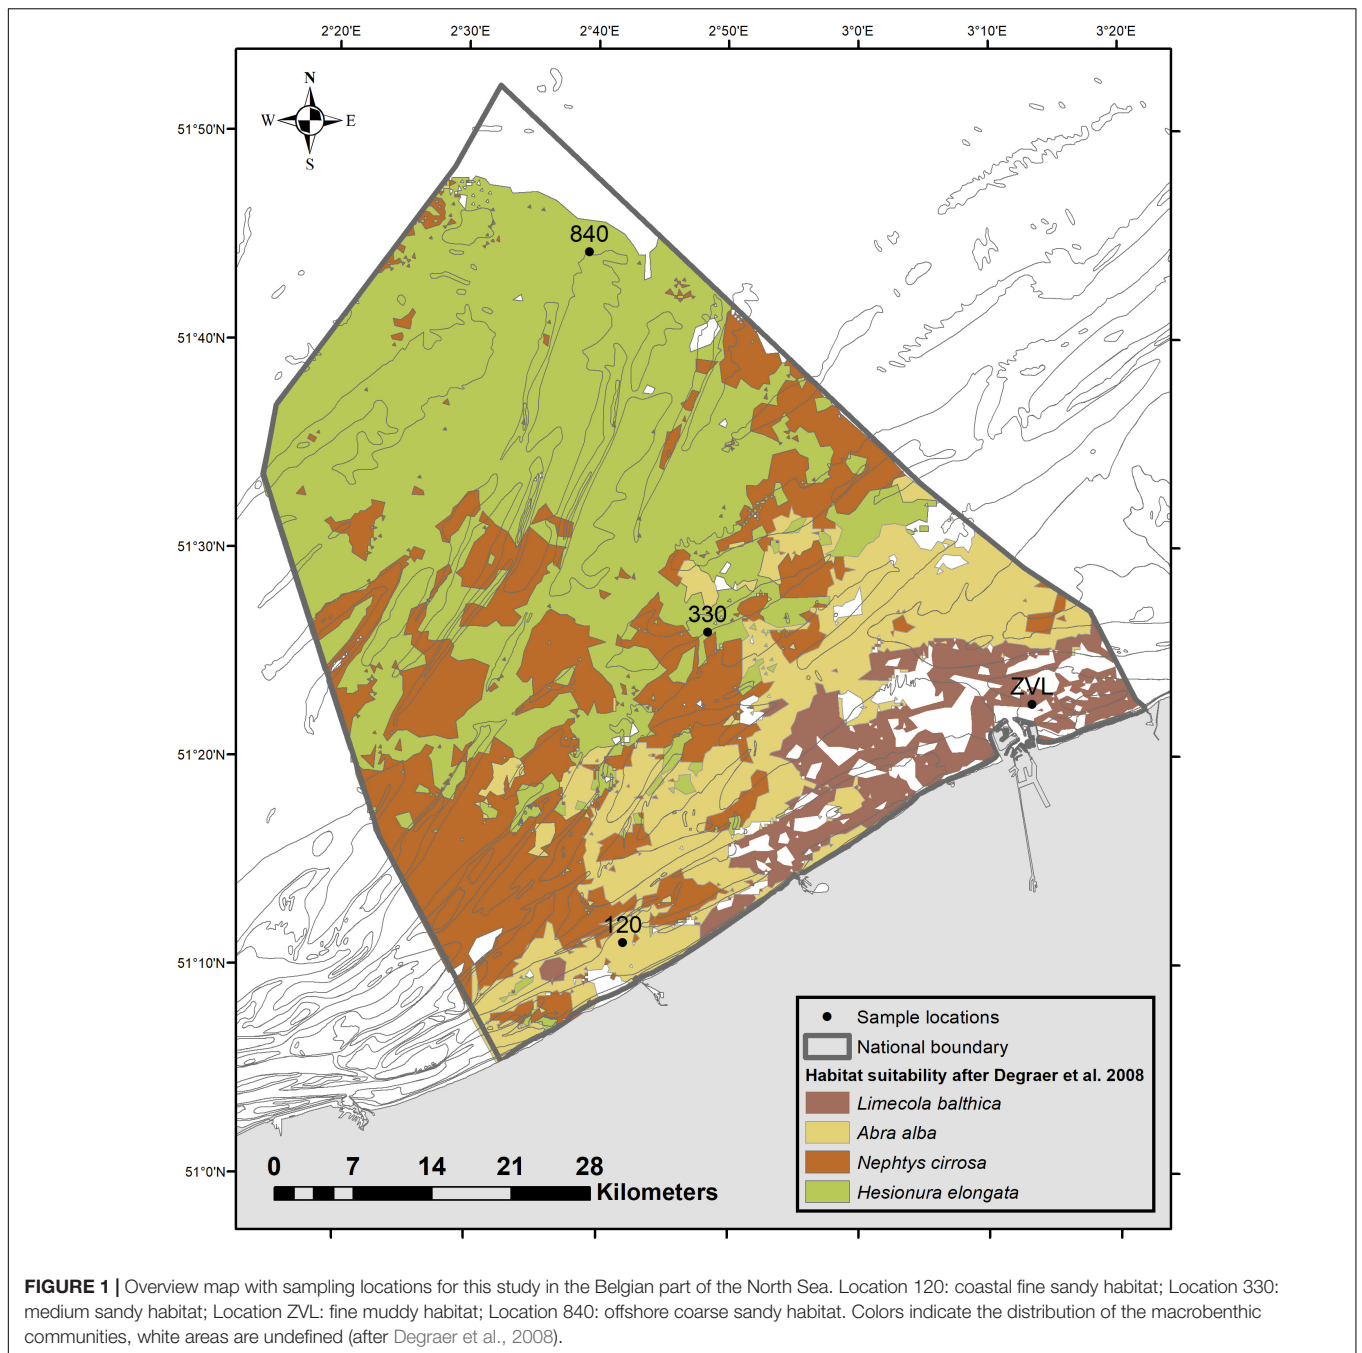 2°20'E 2°30'E 2°40'E 2°50'E 3°0'E 3°10'E 3°20'E
N
W E
S
51°50'N
840
51°40'N
51°30'N
330
ZVL
51°20'N
120
51°10'N
Sample locations
National boundary
Habitat suitability after Degraer et al. 2008
Limecola balthica
Abra alba
Nephtys cirrosa
Hesionura elongata
51°0'N
0 7 14 21 28
Kilometers
FIGURE 1 | Overview map with sampling locations for this study in the Belgian part of the North Sea. Location 120: coastal fine sandy habitat; Location 330:
medium sandy habitat; Location ZVL: fine muddy habitat; Location 840: offshore coarse sandy habitat. Colors indicate the distribution of the macrobenthic
communities, white areas are undefined (after Degraer et al., 2008).